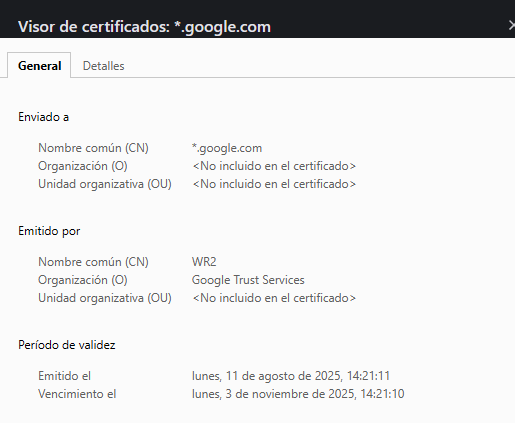 Visor de certificados: *.google.com
General Detalles
Enviado a
Nombre común (CN) *.google.com
Organización (O) <No incluido en el certificado>
Unidad organizativa (OU) <No incluido en el certificado>
Emitido por
Nombre común (CN) WR2
Organización (O) Google Trust Services
Unidad organizativa (OU) <No incluido en el certificado>
Período de validez
Emitido el lunes, 11 de agosto de 2025, 14:21:11
Vencimiento el lunes, 3 de noviembre de 2025, 14:21:10